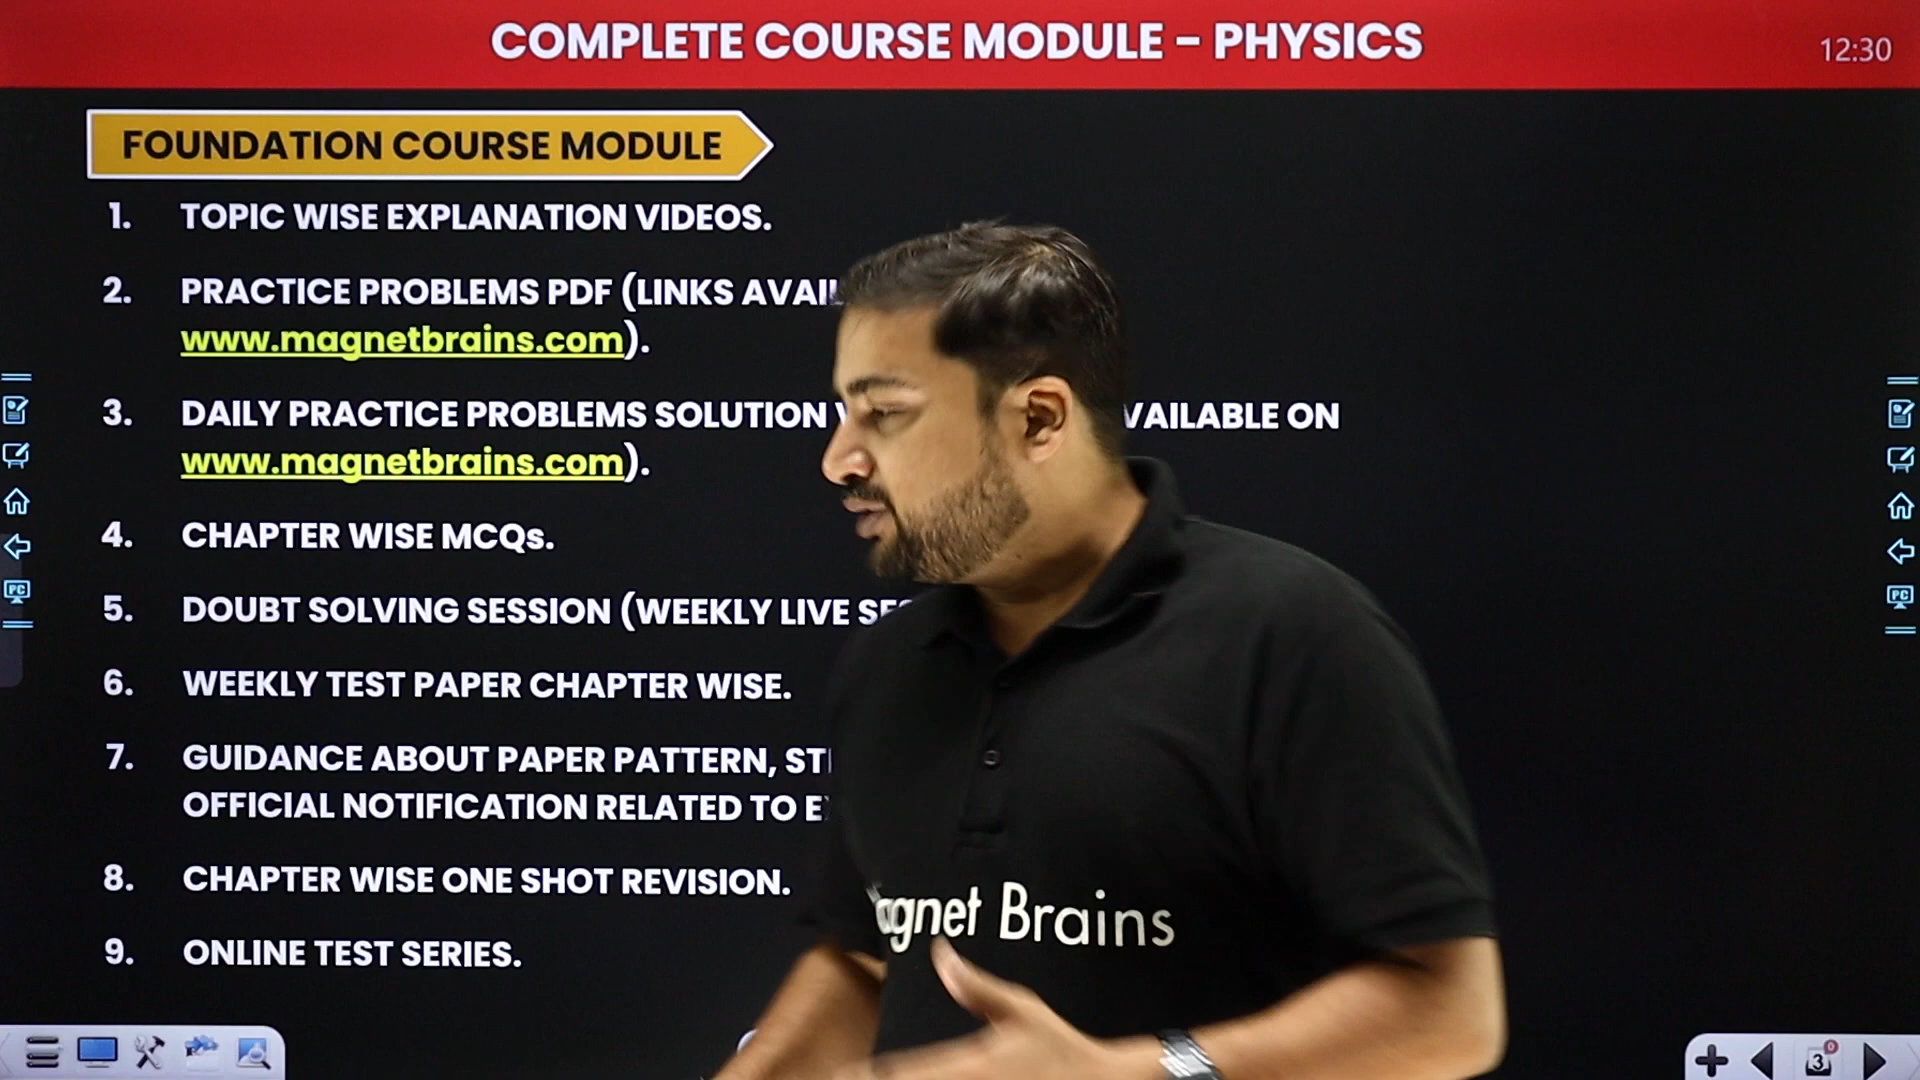 COMPLETE COURSE MODULE - PHYSICS
12:30
FOUNDATION COURSE MODULE
1. TOPIC WISE EXPLANATION VIDEOS.
2. PRACTICE PROBLEMS PDF (LINKS
www.magnetbrains.com).
3. DAILY PRACTICE PROBLEMS SOLUTION ON
www.magnetbrains.com).
4. CHAPTER WISE MCQs.
5. DOUBT SOLVING SESSION (WEEKLY LIVE
6. WEEKLY TEST PAPER CHAPTER WISE.
7. GUIDANCE ABOUT PAPER PATTERN,
OFFICIAL NOTIFICATION RELATED TO
8. CHAPTER WISE ONE SHOT REVISION.
9. ONLINE TEST SERIES.
Brains
PC
PC
3
0